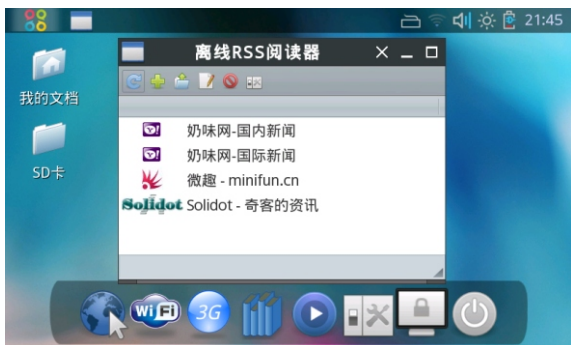 21:45
离线RSS阅读器
我的文档
SD卡
奶味网-国内新闻
奶味网-国际新闻
微趣 - minifun.cn
Solidot Solidot - 奇客的资讯
Wi Fi
3G